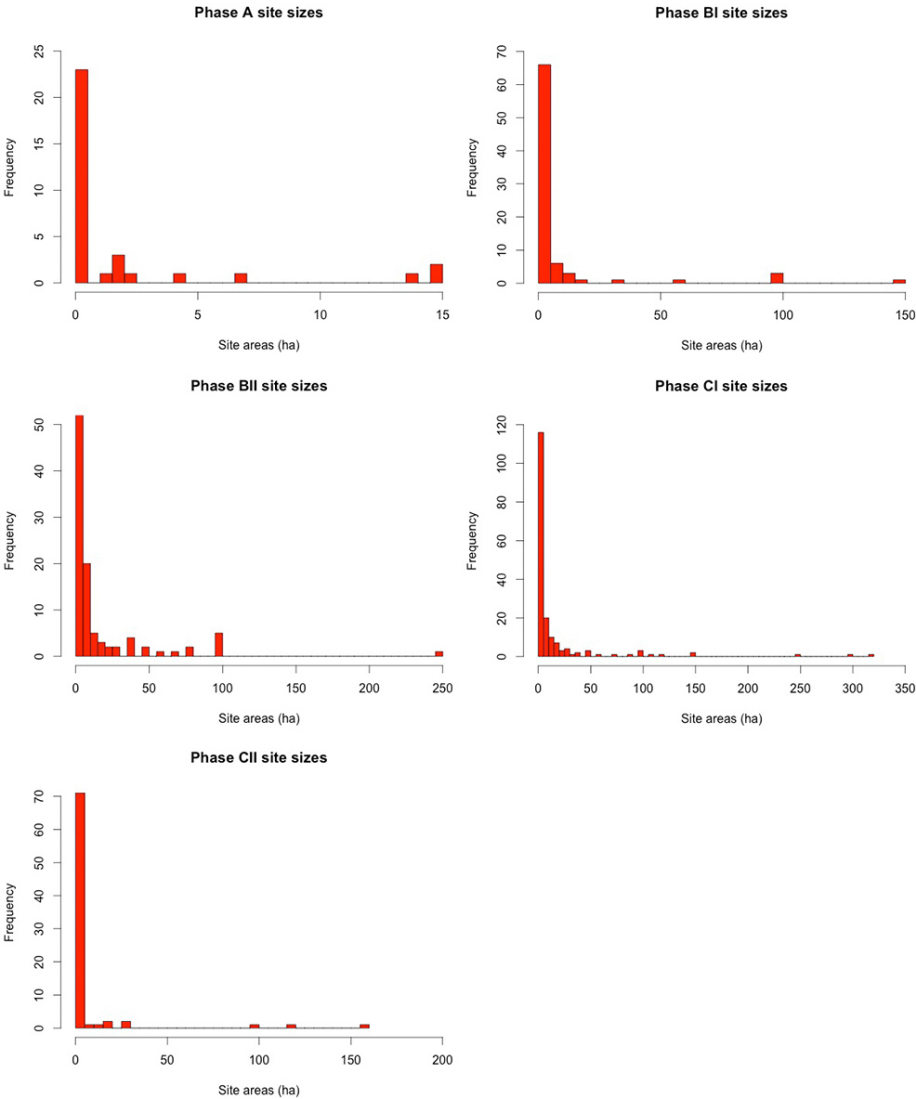 Phase A site sizes
Frequency
25
20
15
10
5
0
0 5 10 15
Site areas (ha)
Phase BI site sizes
Frequency
70
60
50
40
30
20
10
0
0 50 100 150
Site areas (ha)
Phase BII site sizes
Frequency
50
40
30
20
10
0
0 50 100 150 200 250
Site areas (ha)
Phase CI site sizes
Frequency
120
100
80
60
40
20
0
0 50 100 150 200 250 300 350
Site areas (ha)
Phase CII site sizes
Frequency
70
60
50
40
30
20
10
0
0 50 100 150 200
Site areas (ha)